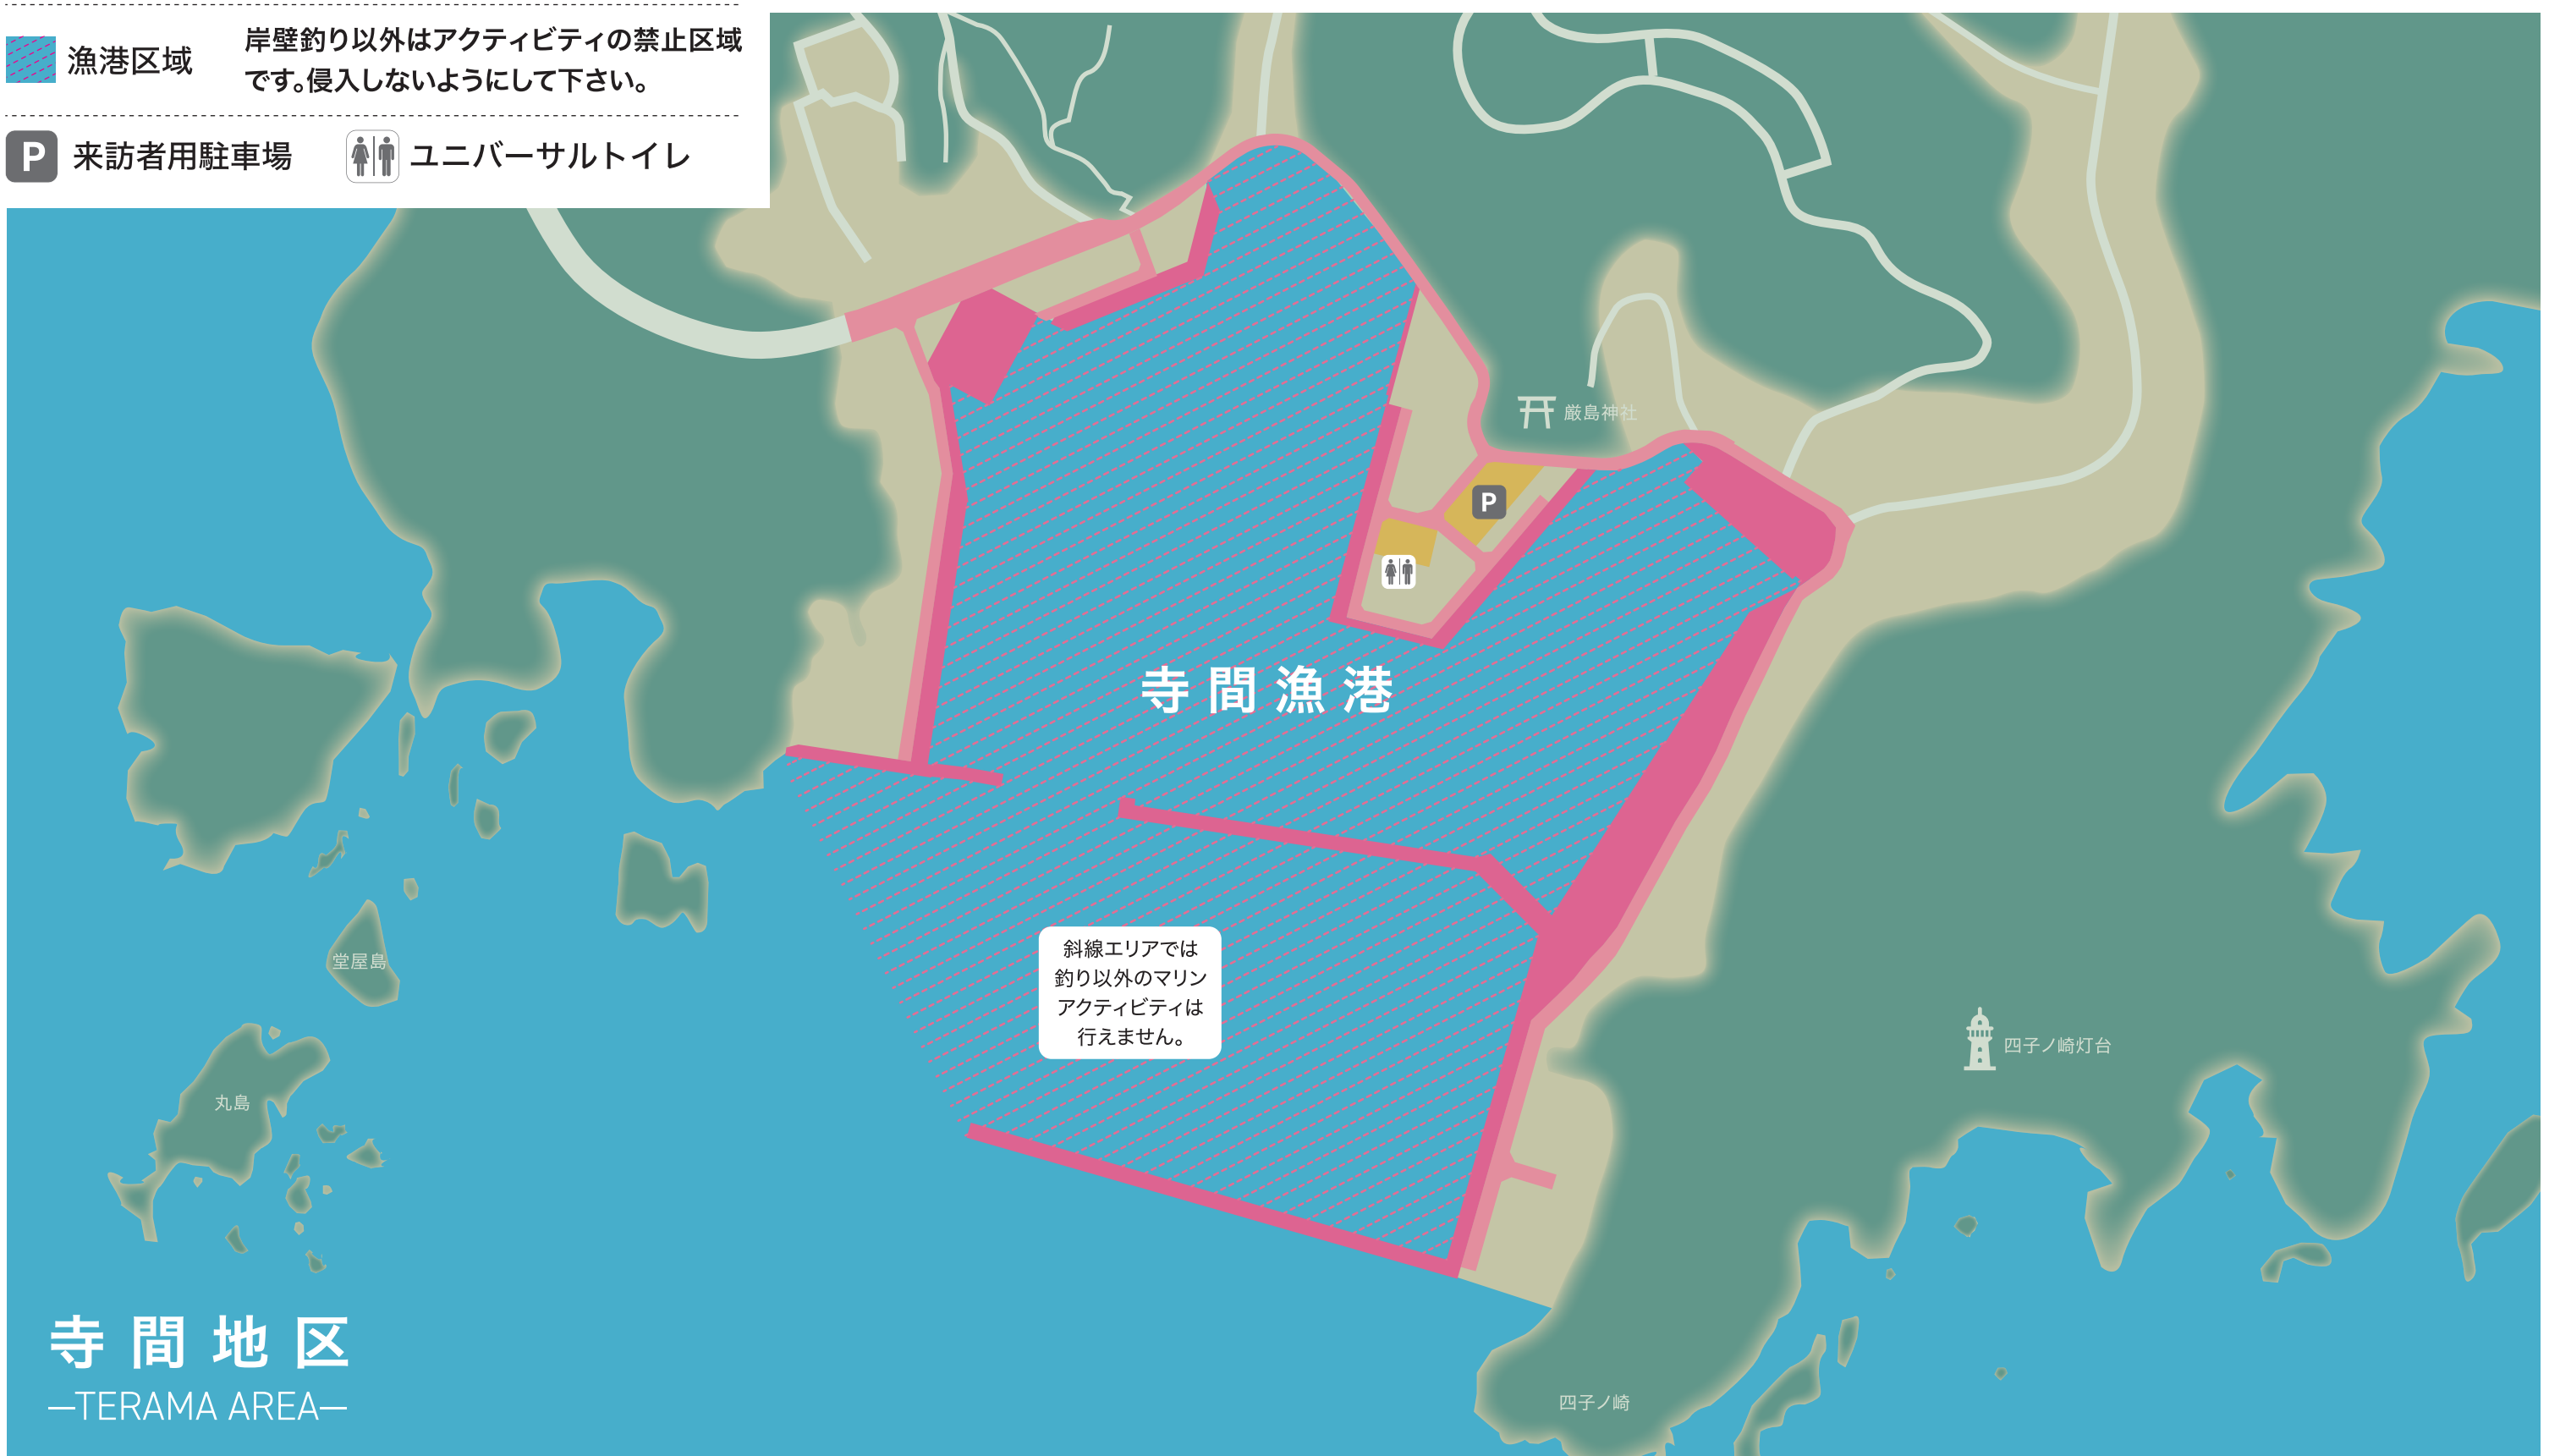 漁港区域
岸壁釣り以外はアクティビティの禁止区域
です。侵入しないようにして下さい。
P 来訪者用駐車場
ユニバーサルトイレ
厳島神社
P
寺間漁港
斜線エリアでは
釣り以外のマリン
アクティビティは
行えません。
堂屋島
丸島
四子ノ崎灯台
四子ノ崎
寺間地区
—TERAMA AREA—